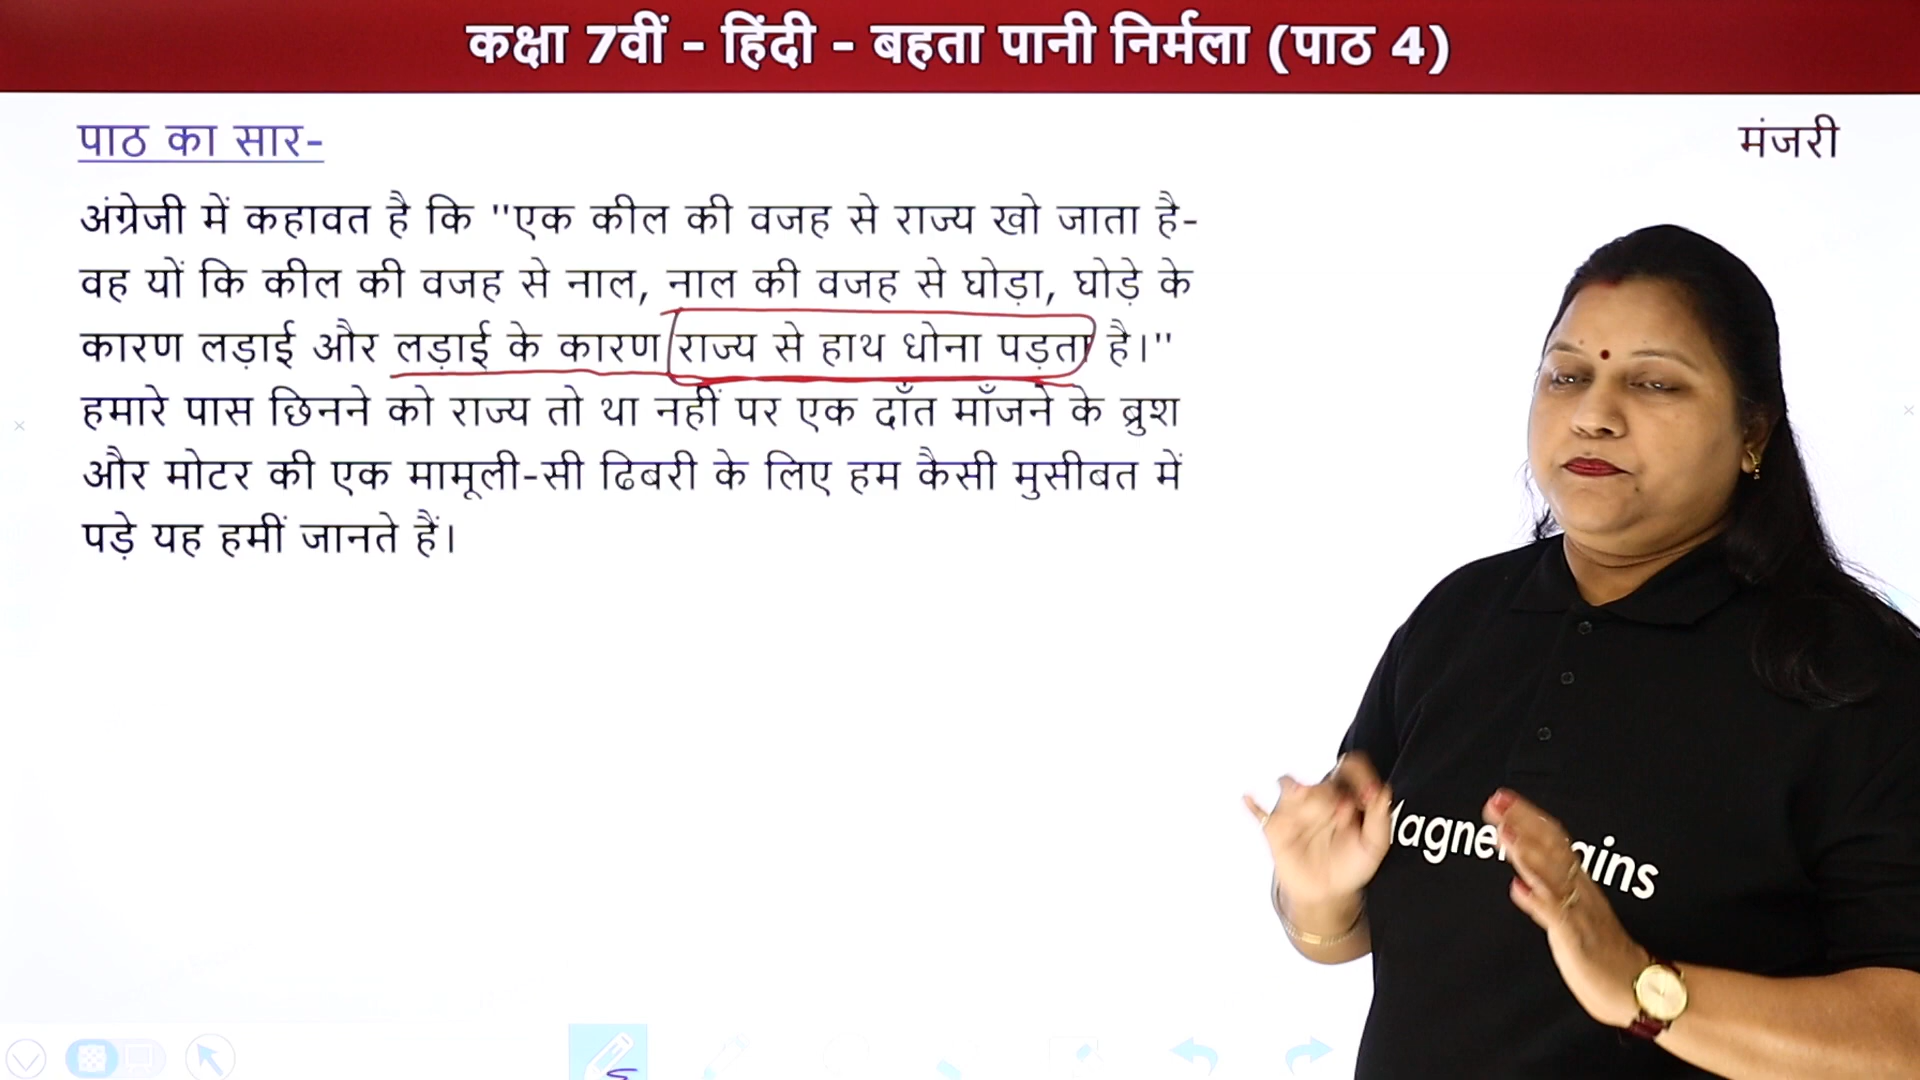 कक्षा 7वीं - हिंदी - बहता पानी निर्मला (पाठ 4)
पाठ का सार-
मंजरी
अंग्रेजी में कहावत है कि "एक कील की वजह से राज्य खो जाता है-
वह यों कि कील की वजह से नाल, नाल की वजह से घोड़ा, घोड़े के
कारण लड़ाई और लड़ाई के कारण राज्य से हाथ धोना पड़ता है।"
हमारे पास छिनने को राज्य तो था नहीं पर एक दाँत माँजने के ब्रुश
और मोटर की एक मामूली-सी ढिबरी के लिए हम कैसी मुसीबत में
पड़े यह हमीं जानते हैं।